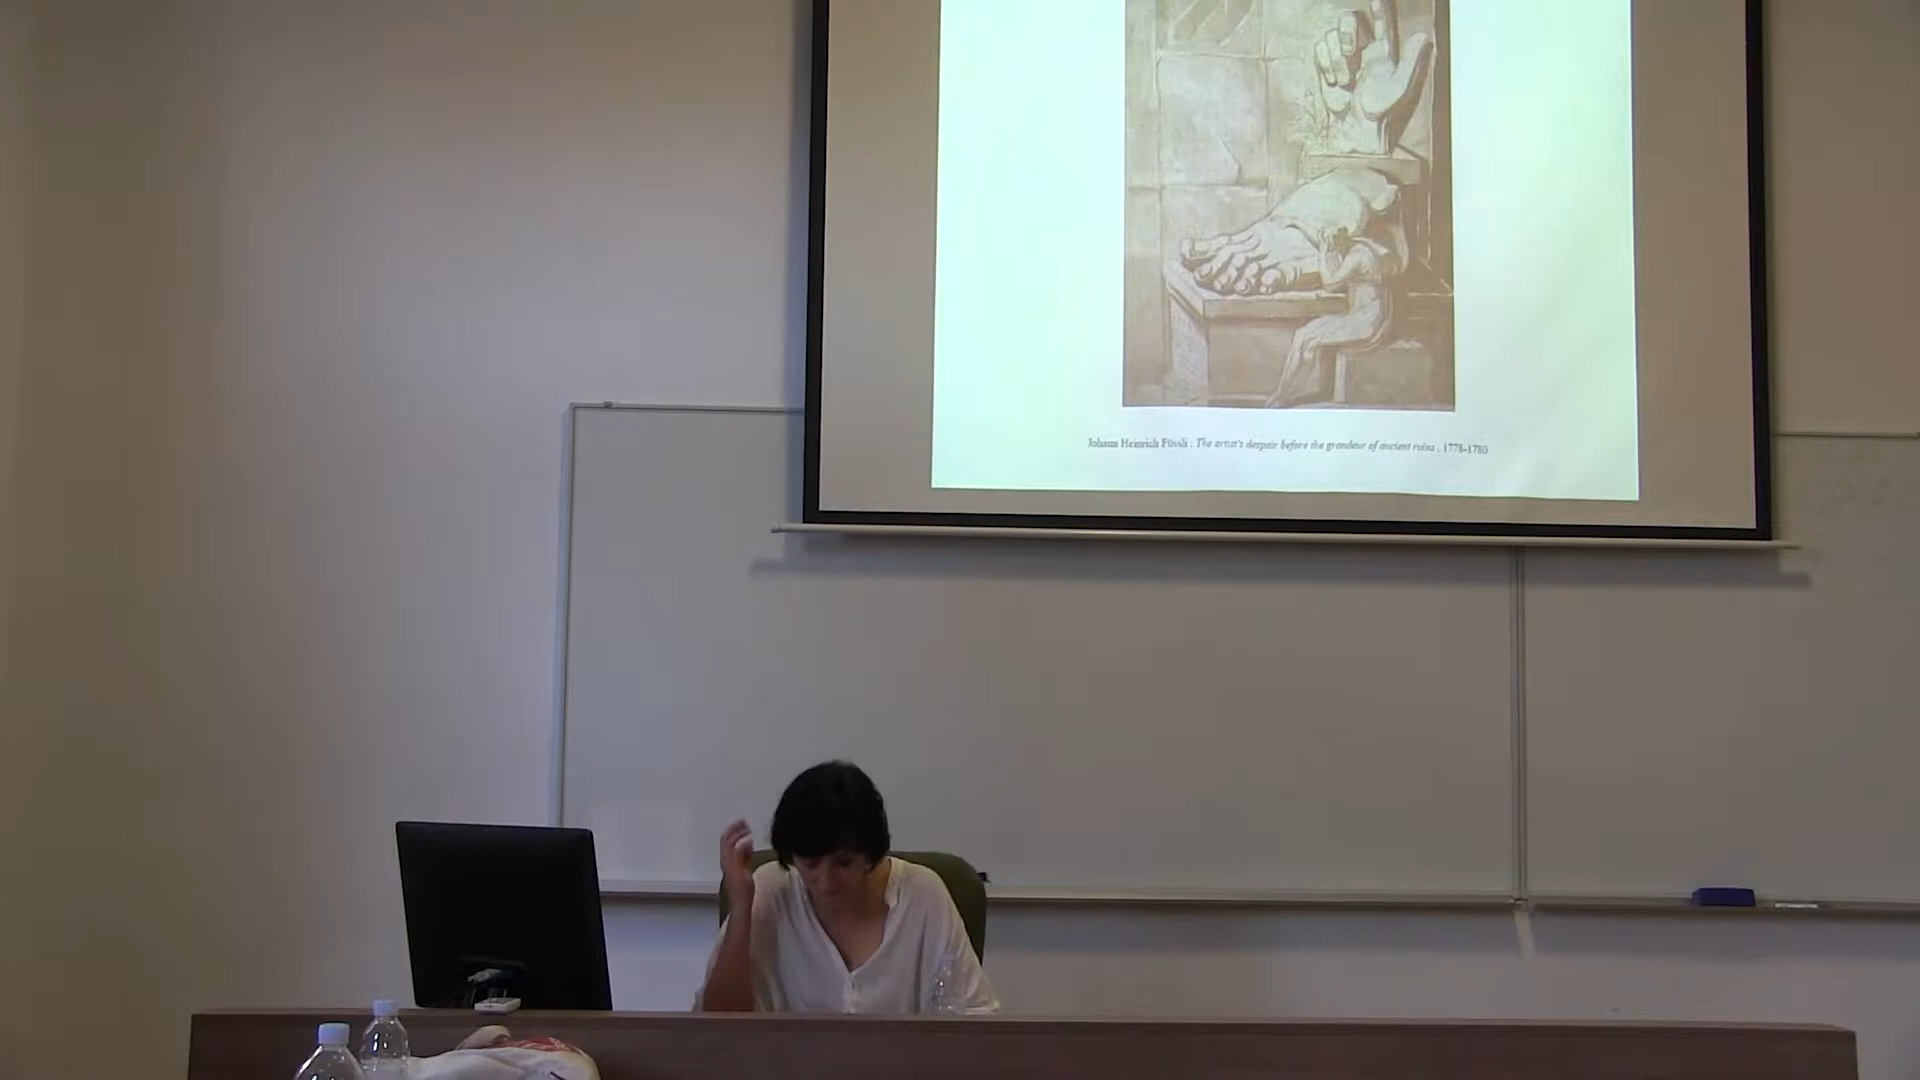 Johann Heinrich Füssli . The artist's despair before the grandeur of ancient ruins . 1778-1780